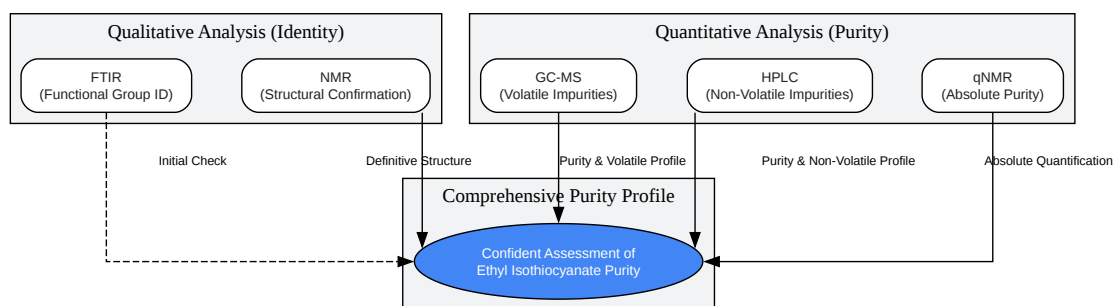 Qualitative Analysis (Identity)
Quantitative Analysis (Purity)
FTIR
(Functional Group ID)
NMR
(Structural Confirmation)
GC-MS
(Volatile Impurities)
HPLC
(Non-Volatile Impurities)
qNMR
(Absolute Purity)
Initial Check
Definitive Structure
Purity & Volatile Profile
Purity & Non-Volatile Profile
Absolute Quantification
Comprehensive Purity Profile
Confident Assessment of
Ethyl Isothiocyanate Purity